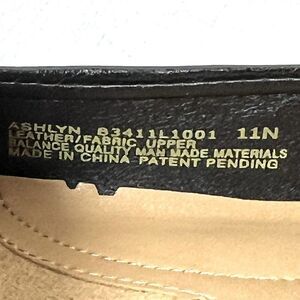 ASHLYN B3411L1001 11N
LEATHER/FABRIC UPPER
BALANCE QUALITY MAN MADE MATERIALS
MADE IN CHINA PATENT PENDING